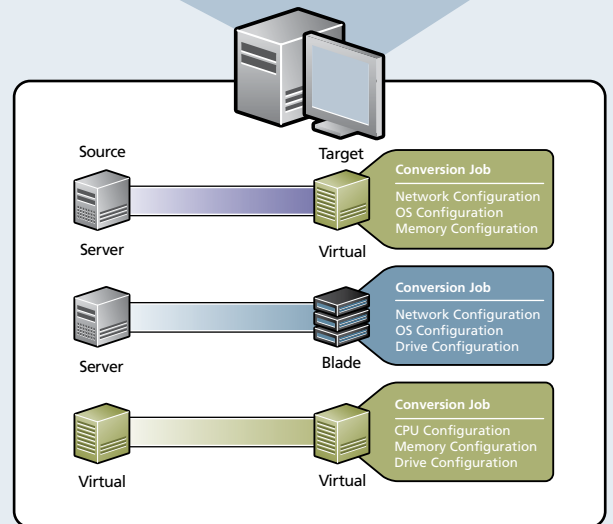 Source
Target
Server
Virtual
Conversion Job
Network Configuration
OS Configuration
Memory Configuration
Server
Blade
Conversion Job
Network Configuration
OS Configuration
Drive Configuration
Virtual
Virtual
Conversion Job
CPU Configuration
Memory Configuration
Drive Configuration